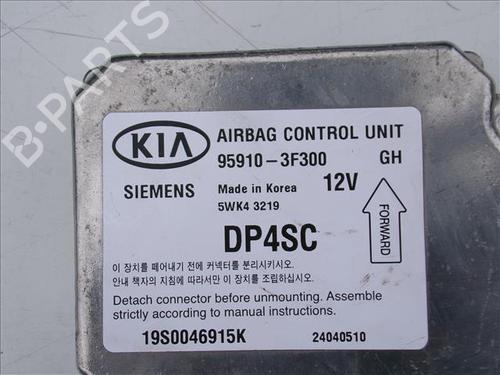 B-PARTS
KIA
AIRBAG CONTROL UNIT
95910-3F300 GH
SIEMENS
Made in Korea 12V
5WK4 3219
FORWARD
DP4SC
이 장치를 떼어내기 전에 커넥터를 분리시키시오.
안내 책자의 지침에 따라서만 이 장치를 조립하십시오.
Detach connector before unmounting. Assemble
strictly according to manual instructions.
19S0046915K 24040510